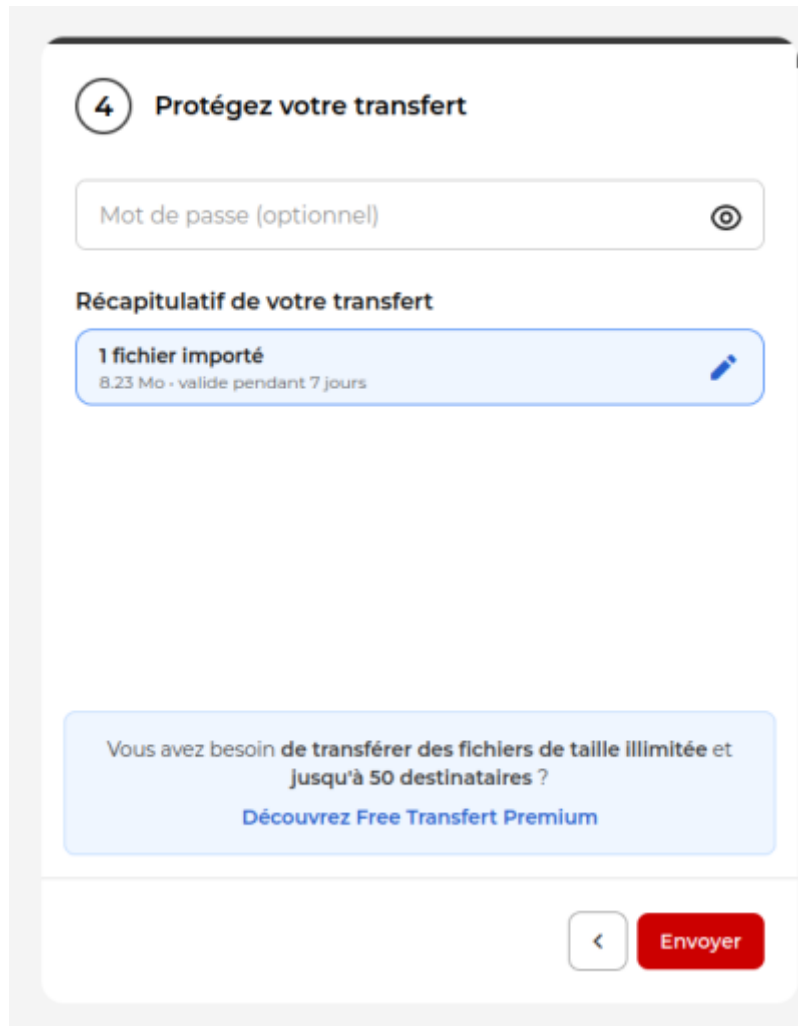 4 Protégez votre transfert
Mot de passe (optionnel)
Récapitulatif de votre transfert
1 fichier importé
8.23 Mo • valide pendant 7 jours
Vous avez besoin de transférer des fichiers de taille illimitée et
jusqu'à 50 destinataires ?
Découvrez Free Transfert Premium
Envoyer